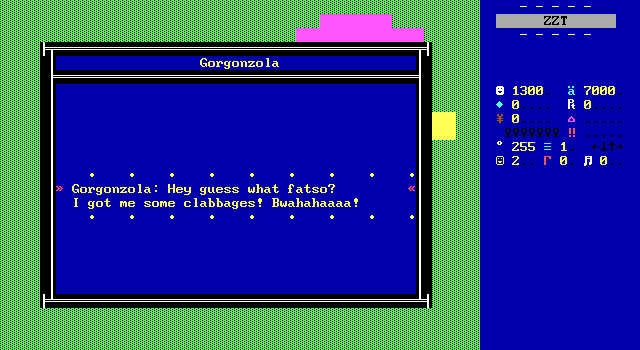 ZZT
Gorgonzola
1300 ä 7000
0 R 0
¥ 0
‼
255 ≡ 1 ←↓↑→
2 Γ 0 ♫ 0
» Gorgonzola: Hey guess what fatso? «
I got me some clabbages! Bwahahaaaa!